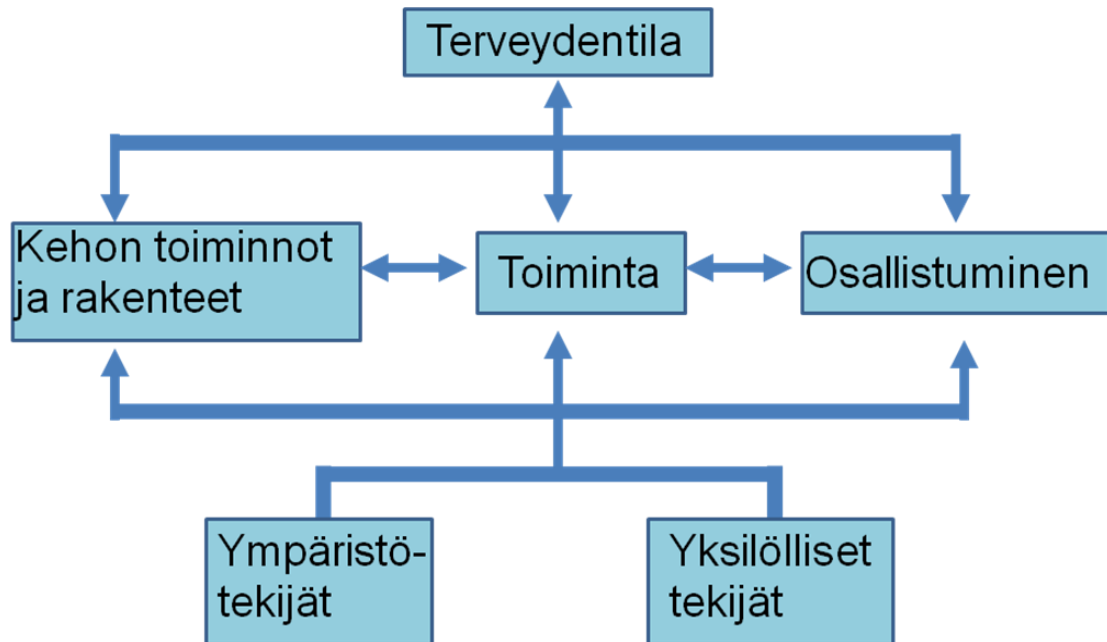 Terveydentila
Kehon toiminnot
ja rakenteet
Toiminta
Osallistuminen
Ympäristö-
tekijät
Yksilölliset
tekijät